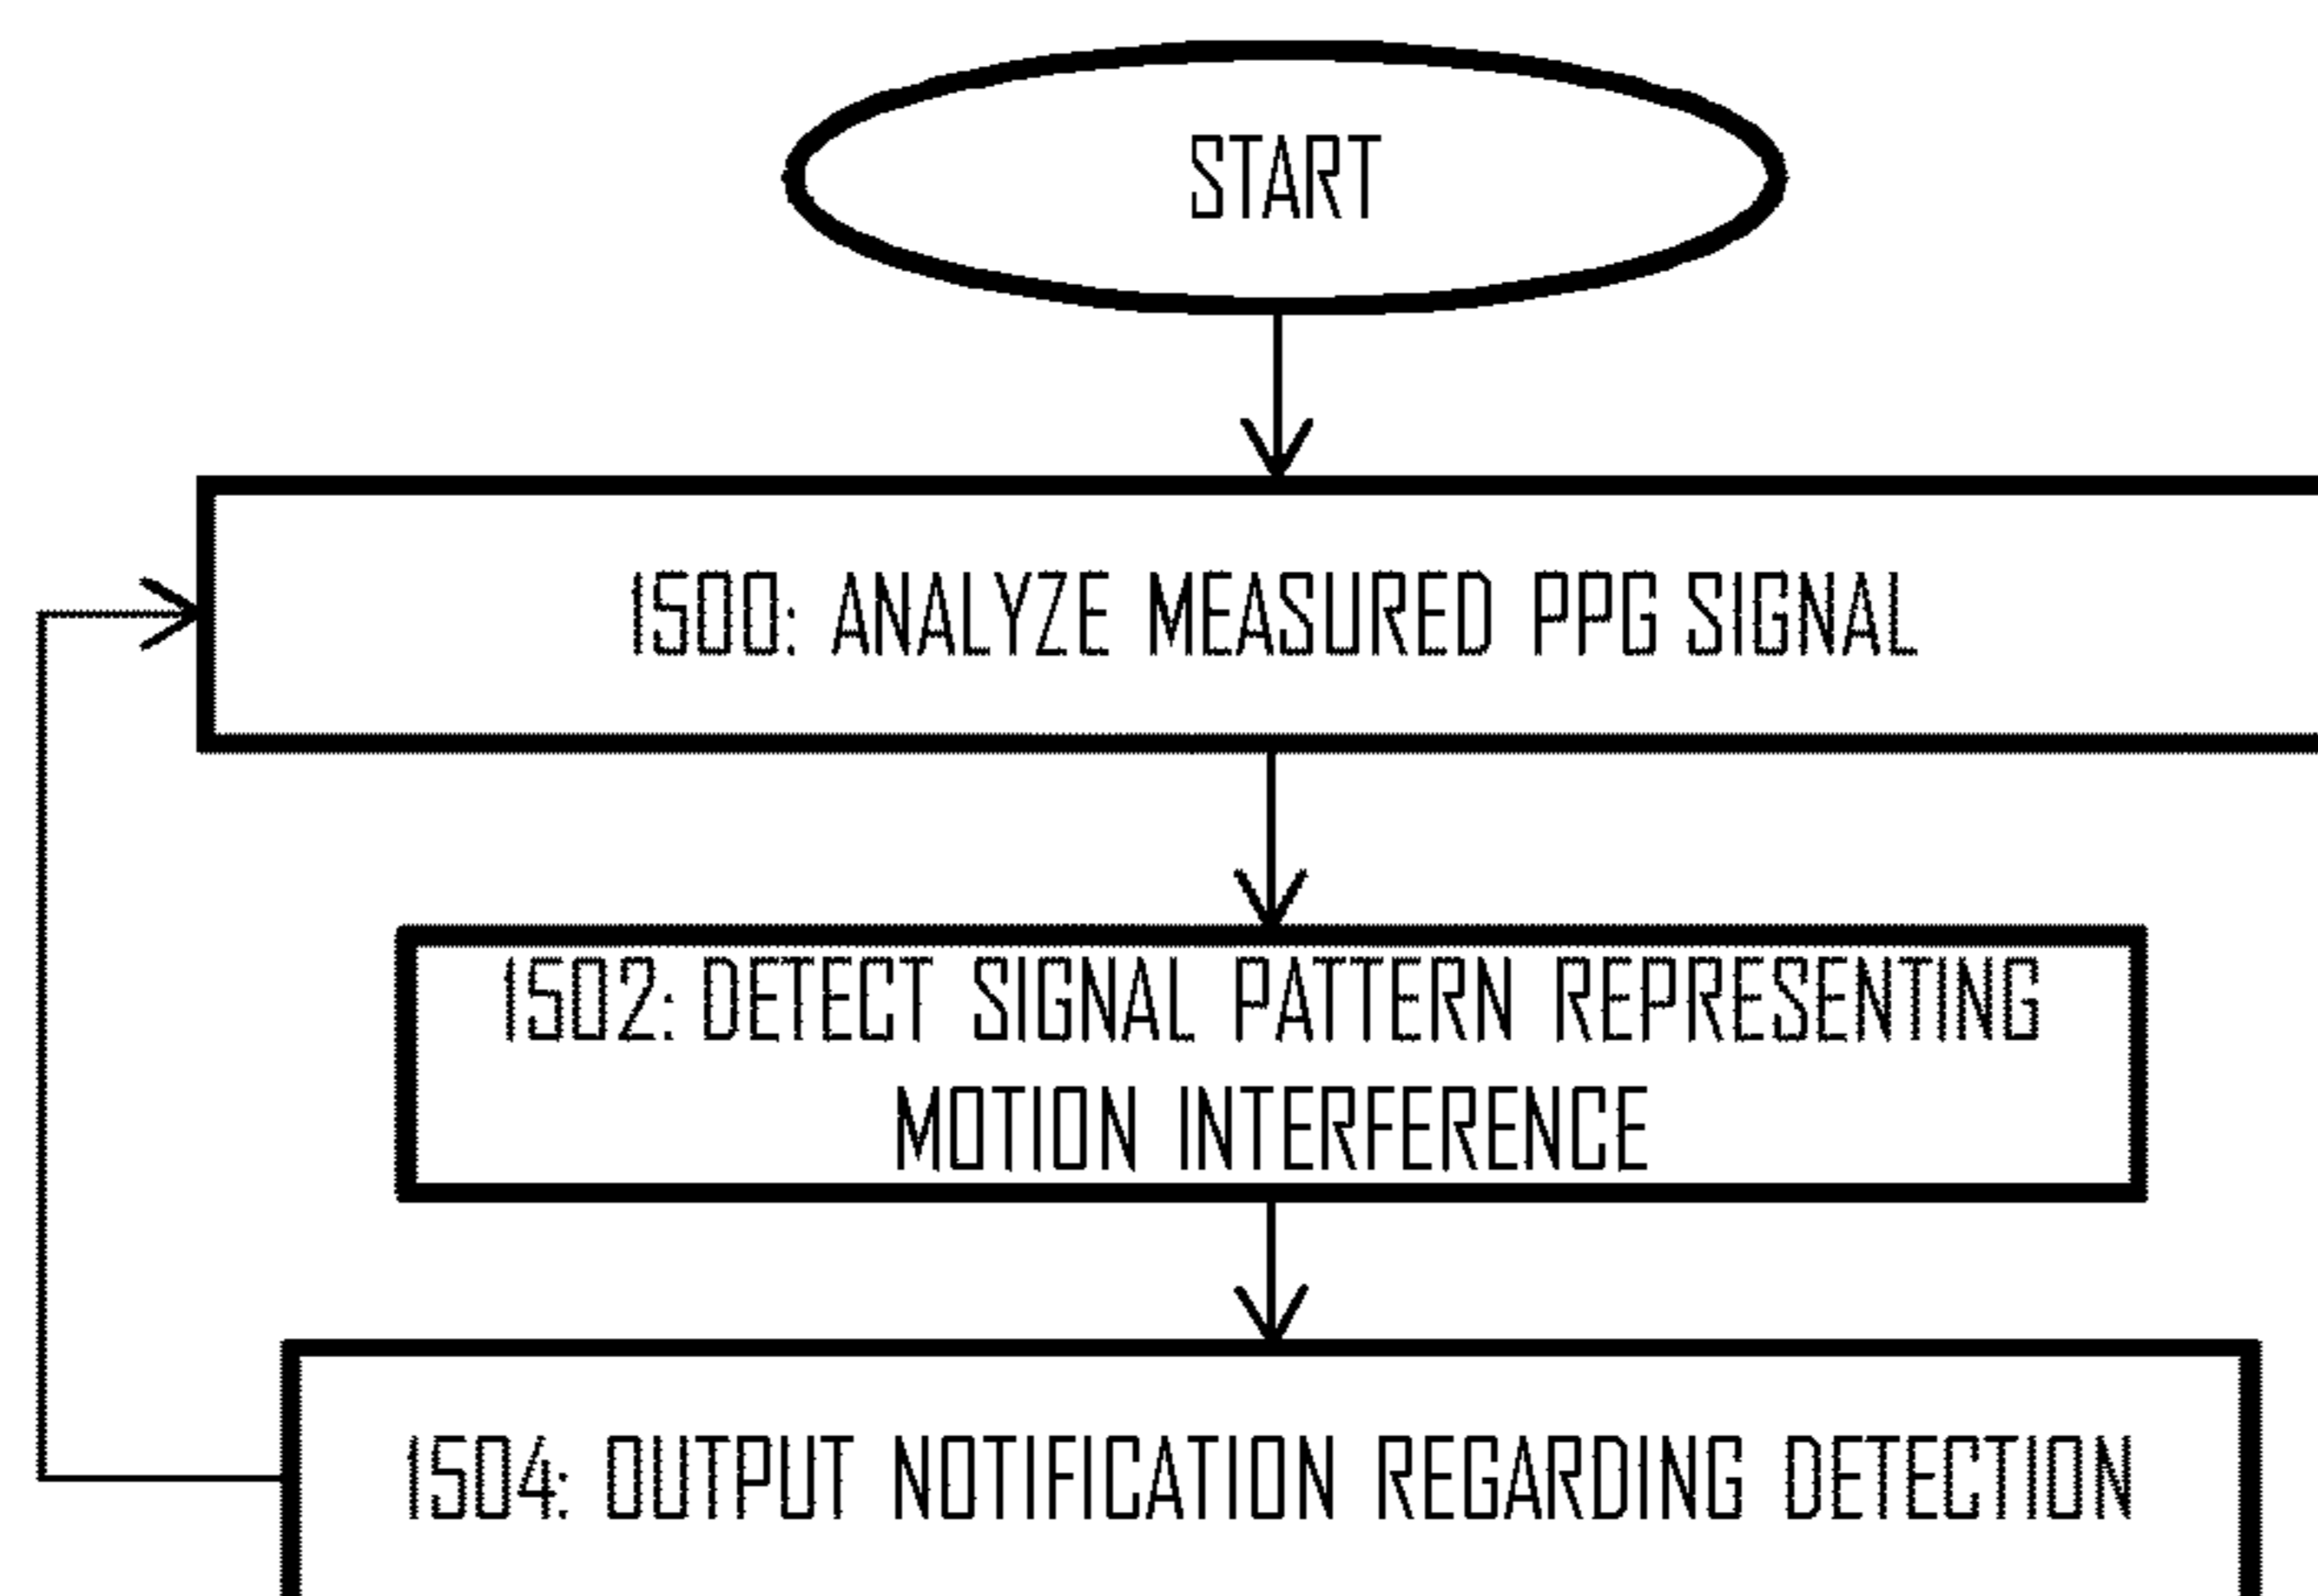 START
1500: ANALYZE MEASURED PPG SIGNAL
1502: DETECT SIGNAL PATTERN REPRESENTING
MOTION INTERFERENCE
1504: OUTPUT NOTIFICATION REGARDING DETECTION